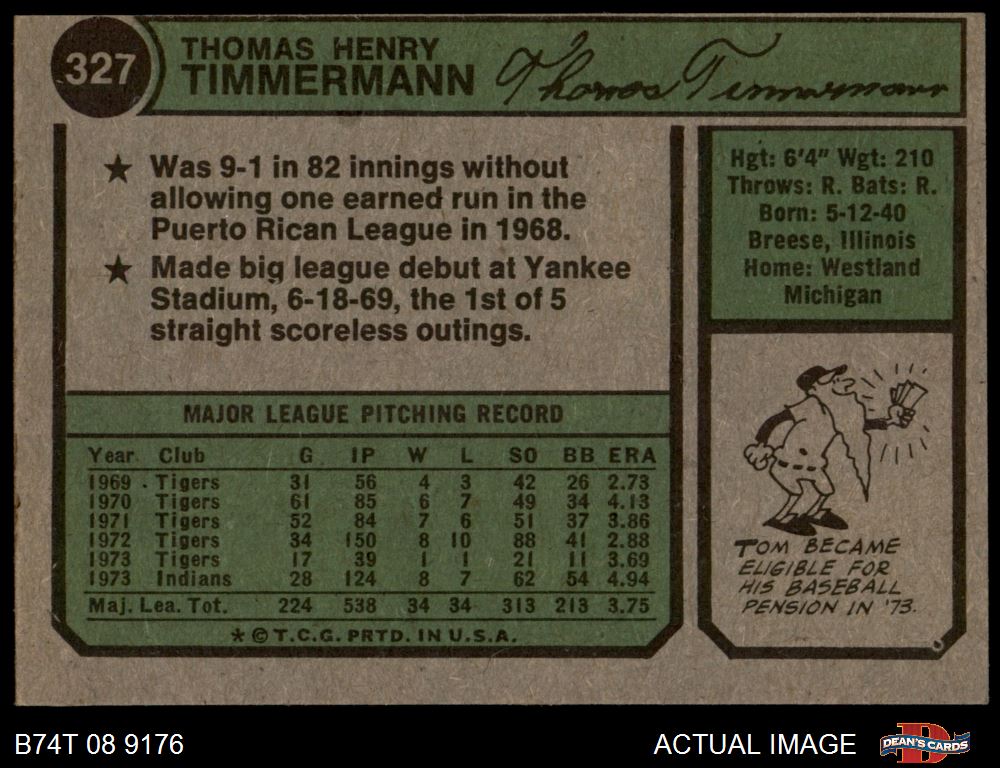 327
THOMAS HENRY
TIMMERMANN
Thomas Timmermann
★ Was 9-1 in 82 innings without
allowing one earned run in the
Puerto Rican League in 1968.
★ Made big league debut at Yankee
Stadium, 6-18-69, the 1st of 5
straight scoreless outings.
Hgt: 6'4" Wgt: 210
Throws: R. Bats: R.
Born: 5-12-40
Breese, Illinois
Home: Westland
Michigan
MAJOR LEAGUE PITCHING RECORD
Year Club G IP W L SO BB ERA
1969 Tigers 31 56 4 3 42 26 2.73
1970 Tigers 61 85 6 7 49 34 4.13
1971 Tigers 52 84 7 6 51 37 3.86
1972 Tigers 34 150 8 10 88 41 2.88
1973 Tigers 17 39 1 1 21 11 3.69
1973 Indians 28 124 8 7 62 54 4.94
Maj. Lea. Tot. 224 538 34 34 313 213 3.75
* © T.C.G. PRTD. IN U.S.A.
TOM BECAME
ELIGIBLE FOR
HIS BASEBALL
PENSION IN '73.
B74T 08 9176
ACTUAL IMAGE
D
DEAN'S CARDS